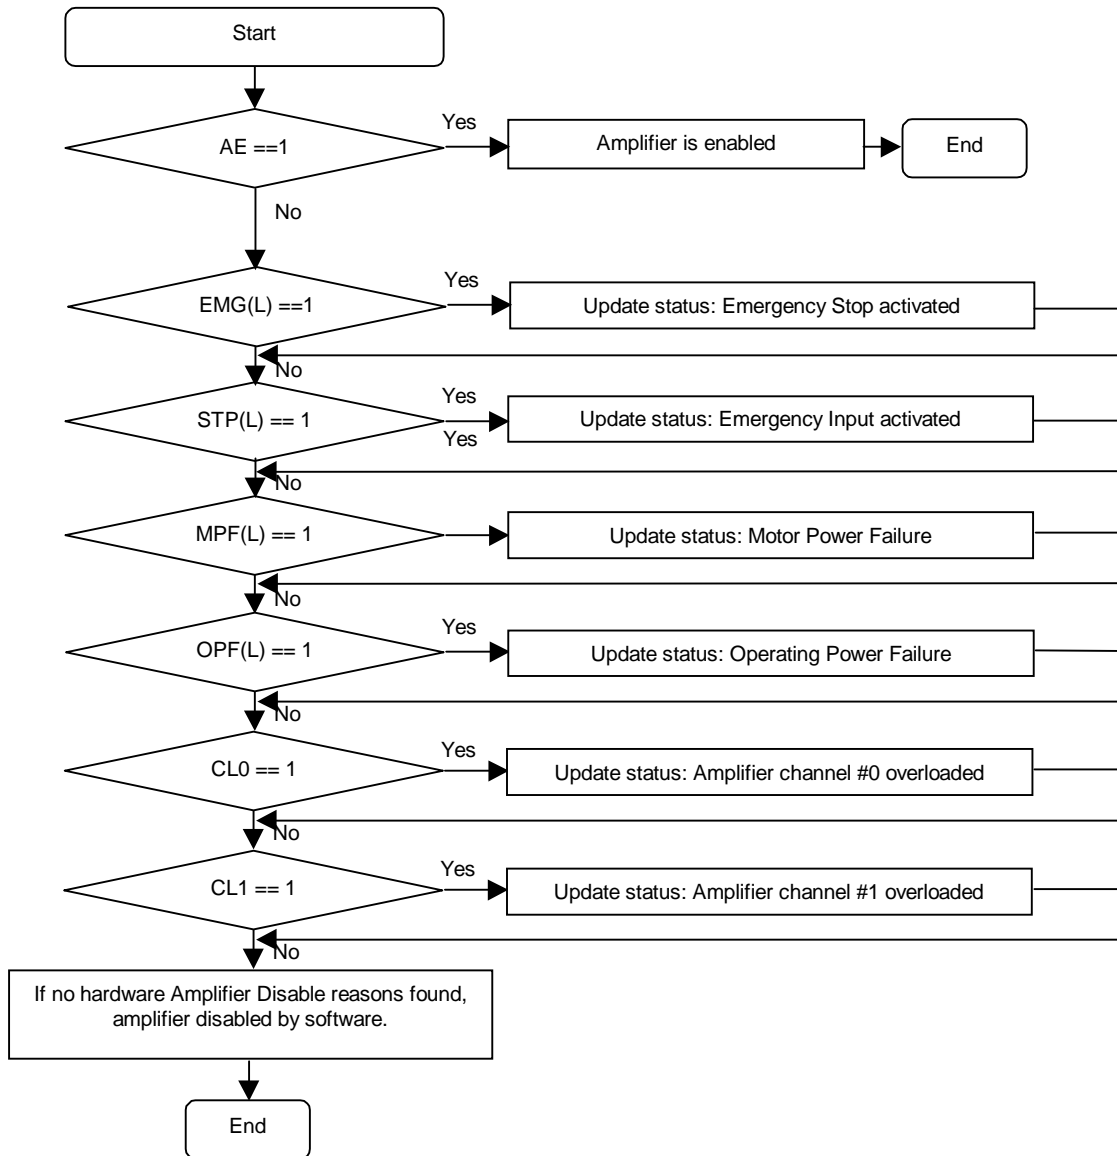 Start
AE ==1
Yes
Amplifier is enabled
End
No
EMG(L) ==1
Yes
Update status: Emergency Stop activated
No
STP(L) == 1
Yes
Update status: Emergency Input activated
Yes
No
MPF(L) == 1
Update status: Motor Power Failure
No
OPF(L) == 1
Yes
Update status: Operating Power Failure
No
CL0 == 1
Yes
Update status: Amplifier channel #0 overloaded
No
CL1 == 1
Yes
Update status: Amplifier channel #1 overloaded
No
If no hardware Amplifier Disable reasons found,
amplifier disabled by software.
End